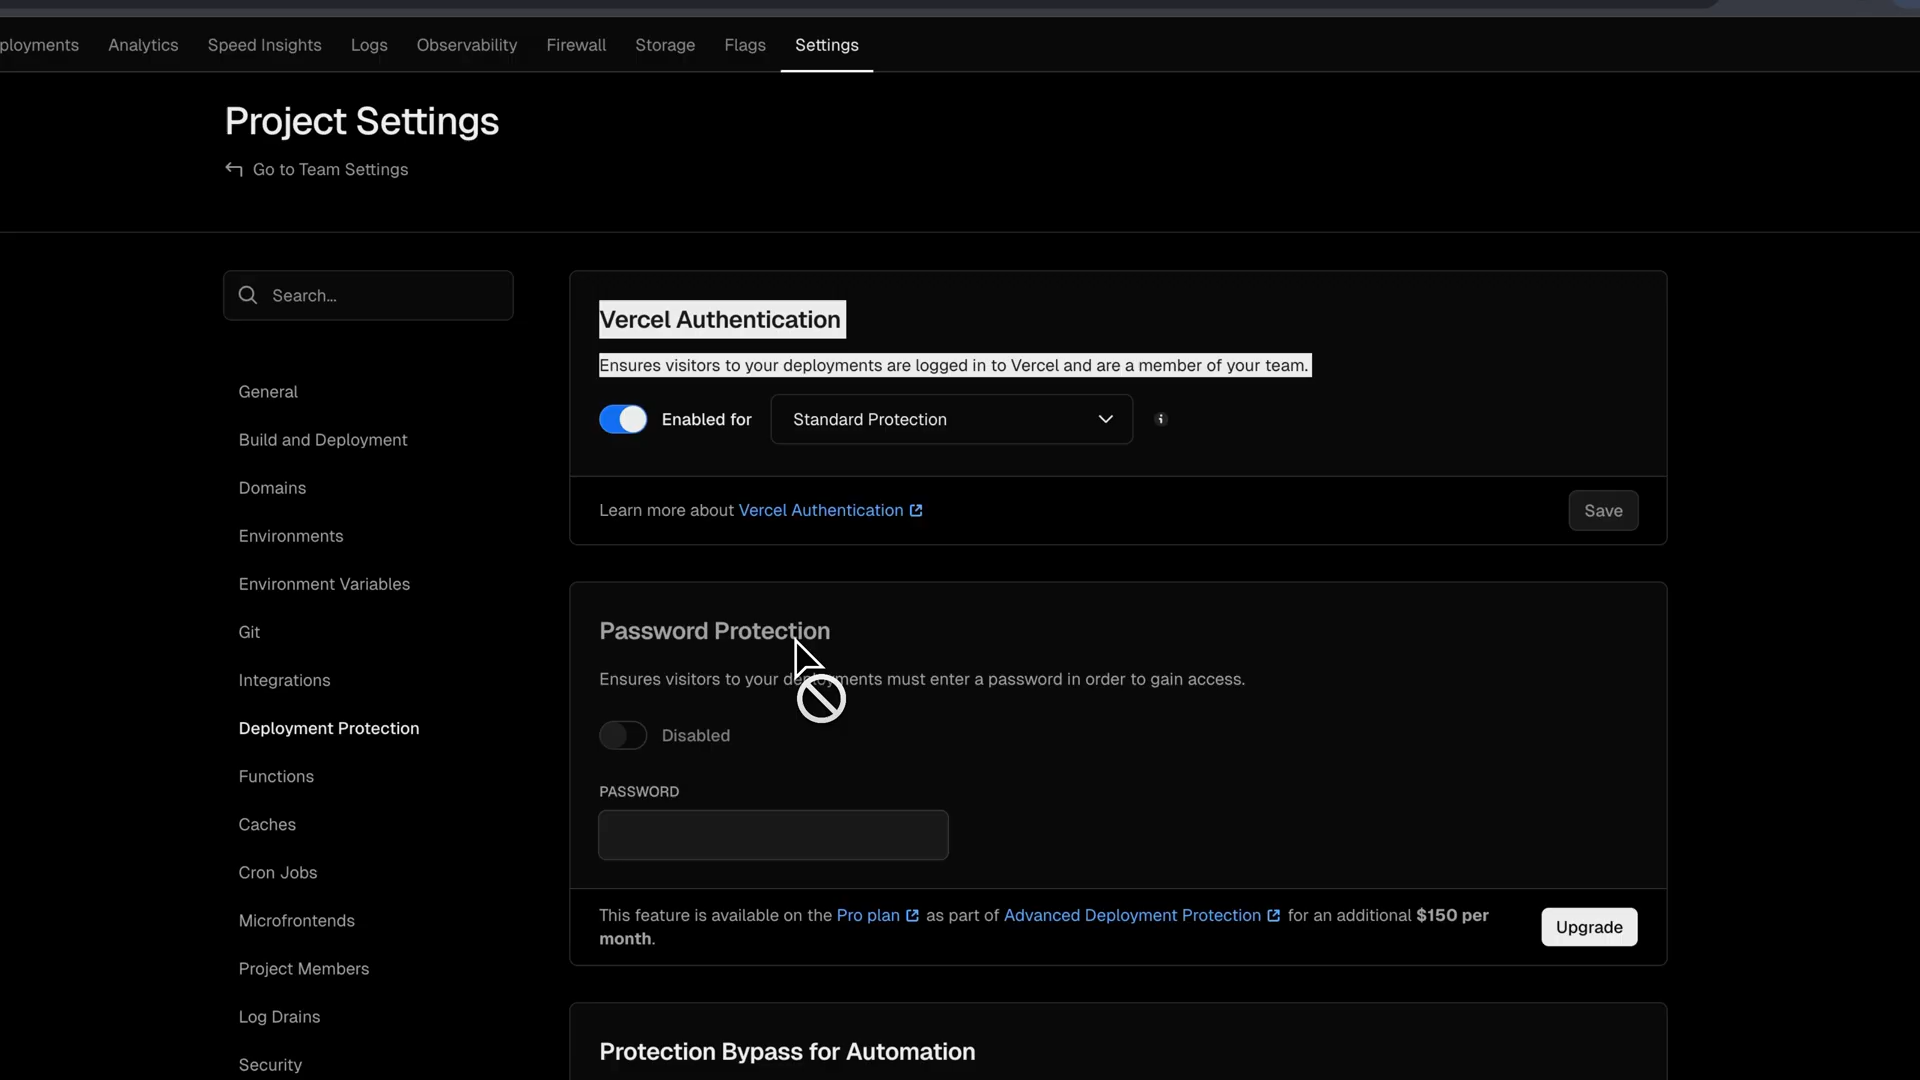 ployments Analytics Speed Insights Logs Observability Firewall Storage Flags Settings
Project Settings
Go to Team Settings
Search...
General
Build and Deployment
Domains
Environments
Environment Variables
Git
Integrations
Deployment Protection
Functions
Caches
Cron Jobs
Microfrontends
Project Members
Log Drains
Security
Vercel Authentication
Ensures visitors to your deployments are logged in to Vercel and are a member of your team.
Enabled for Standard Protection
Learn more about Vercel Authentication
Save
Password Protection
Ensures visitors to your deployments must enter a password in order to gain access.
Disabled
PASSWORD
This feature is available on the Pro plan as part of Advanced Deployment Protection for an additional $150 per
month.
Upgrade
Protection Bypass for Automation